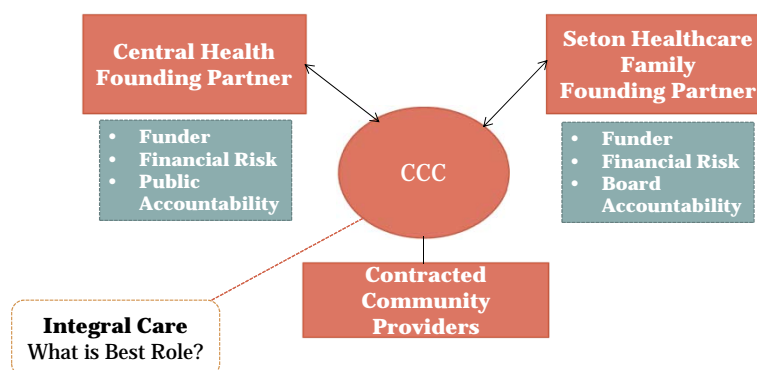 Central Health
Founding Partner
Seton Healthcare
Family
Founding Partner
• Funder
• Financial Risk
• Public
Accountability
• Funder
• Financial Risk
• Board
Accountability
CCC
Contracted
Community
Providers
Integral Care
What is Best Role?